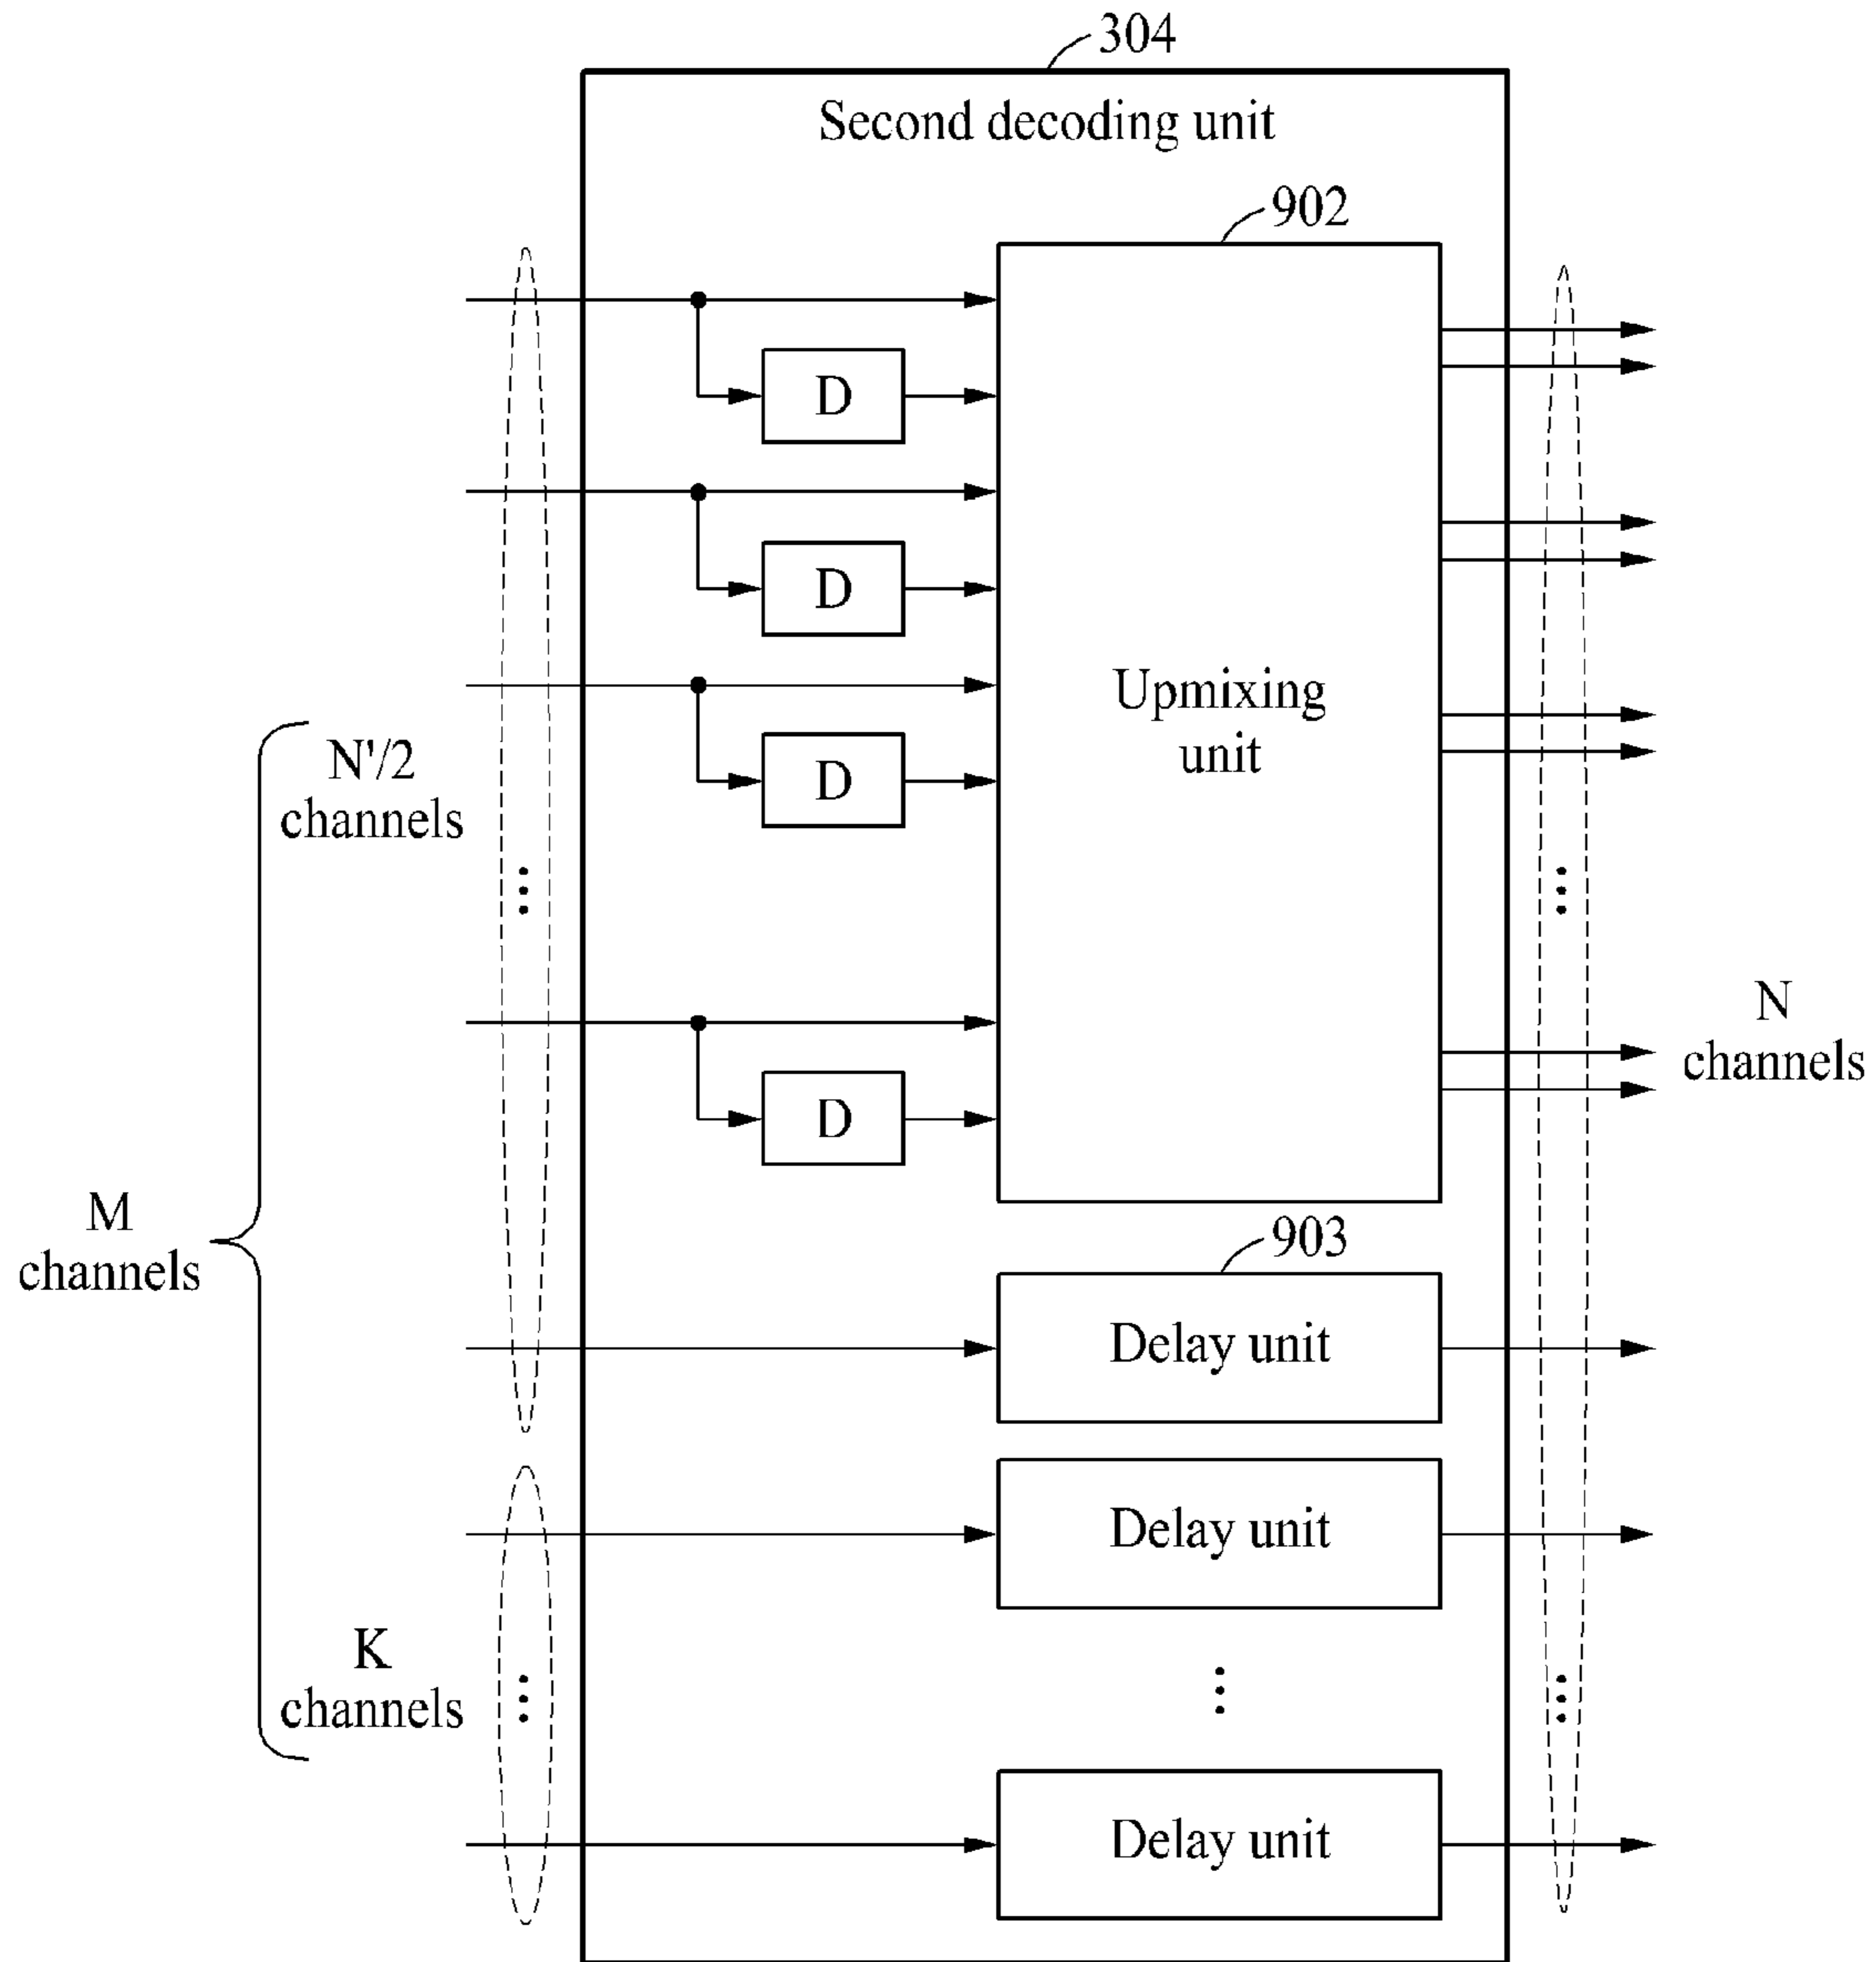 304
Second decoding unit
902
D
D
D
D
Upmixing
unit
N'/2
channels
M
channels
K
channels
N
channels
903
Delay unit
Delay unit
Delay unit